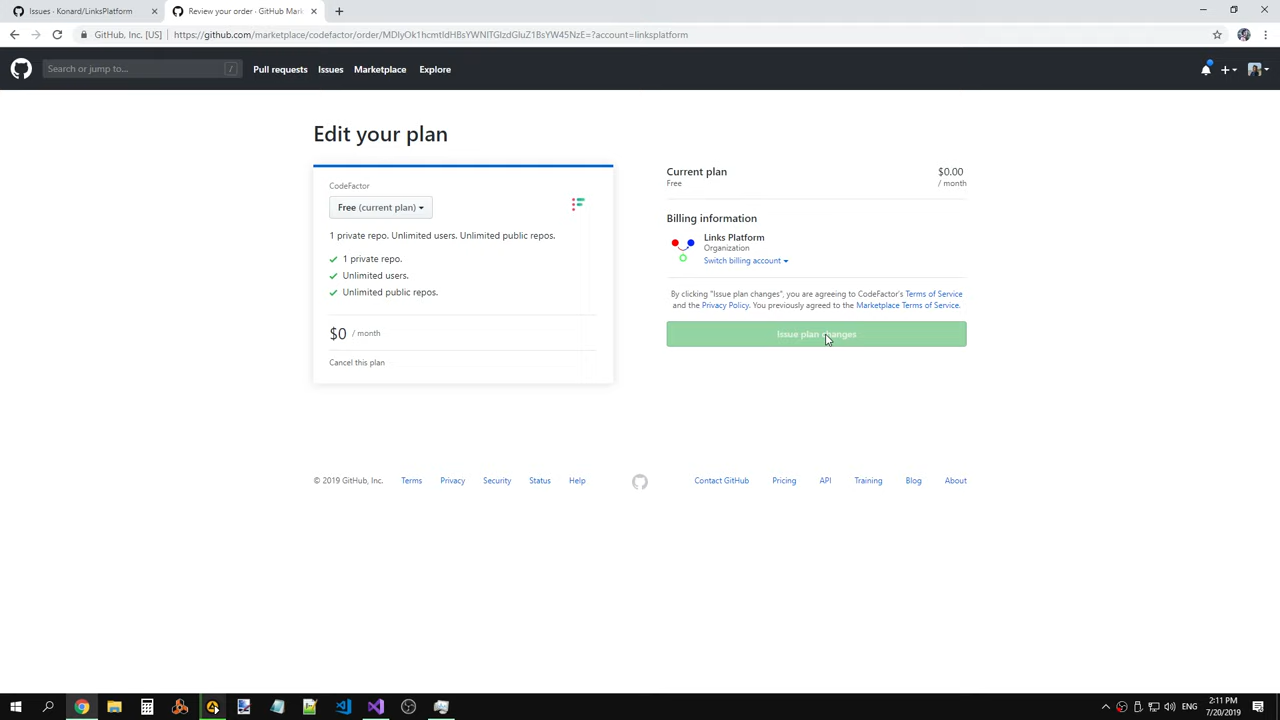 Issues · Konard/LinksPlatform
Review your order · GitHub Mark
GitHub, Inc. [US]
https://github.com/marketplace/codefactor/order/MDIyOk1hcmtldHBsYWNlTGlzdGluZ1BsYW45NzE=?account=linksplatform
Search or jump to...
/
Pull requests
Issues
Marketplace
Explore
Edit your plan
CodeFactor
Free (current plan)
1 private repo. Unlimited users. Unlimited public repos.
1 private repo.
Unlimited users.
Unlimited public repos.
$0 / month
Cancel this plan
Current plan $0.00
Free / month
Billing information
Links Platform
Organization
Switch billing account
By clicking "Issue plan changes", you are agreeing to CodeFactor's Terms of Service
and the Privacy Policy. You previously agreed to the Marketplace Terms of Service.
Issue plan changes
© 2019 GitHub, Inc. Terms Privacy Security Status Help
Contact GitHub Pricing API Training Blog About
ENG
2:11 PM
7/20/2019